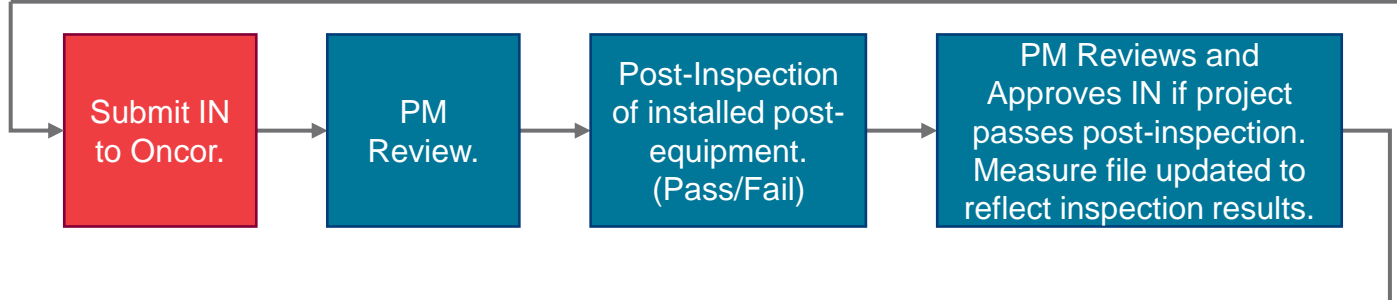 Submit IN
to Oncor.
PM
Review.
Post-Inspection
of installed post-
equipment.
(Pass/Fail)
PM Reviews and
Approves IN if project
passes post-inspection.
Measure file updated to
reflect inspection results.